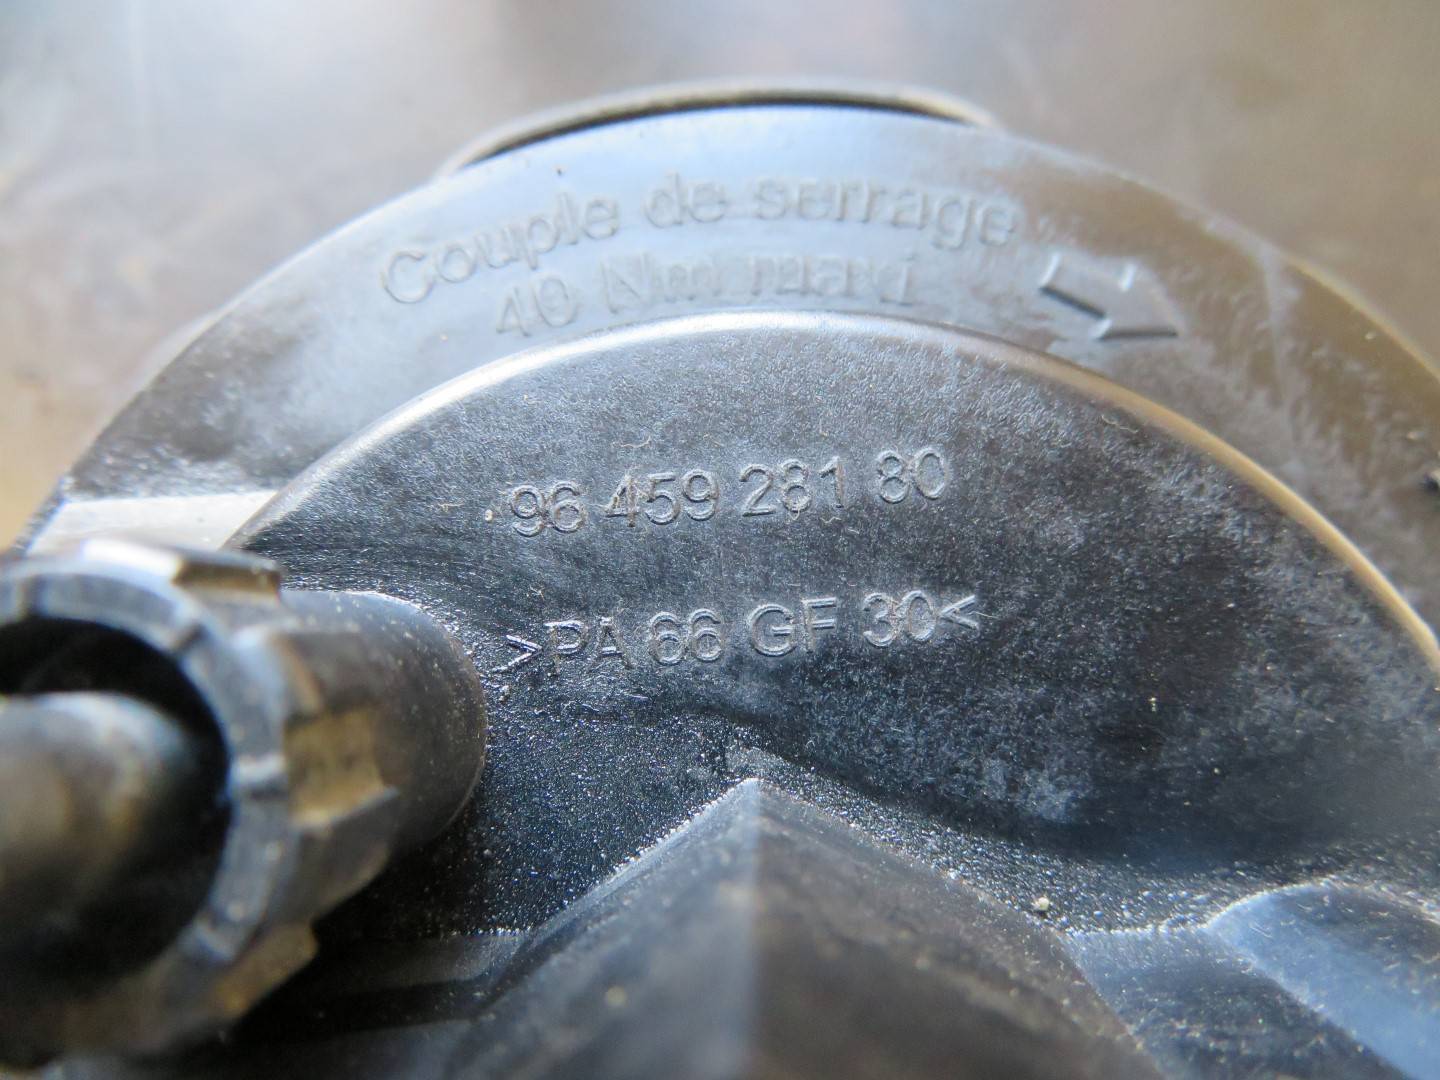 Couple de serrage
40 Nm maxi
96 459 281 80
>PA 66 GF 30<